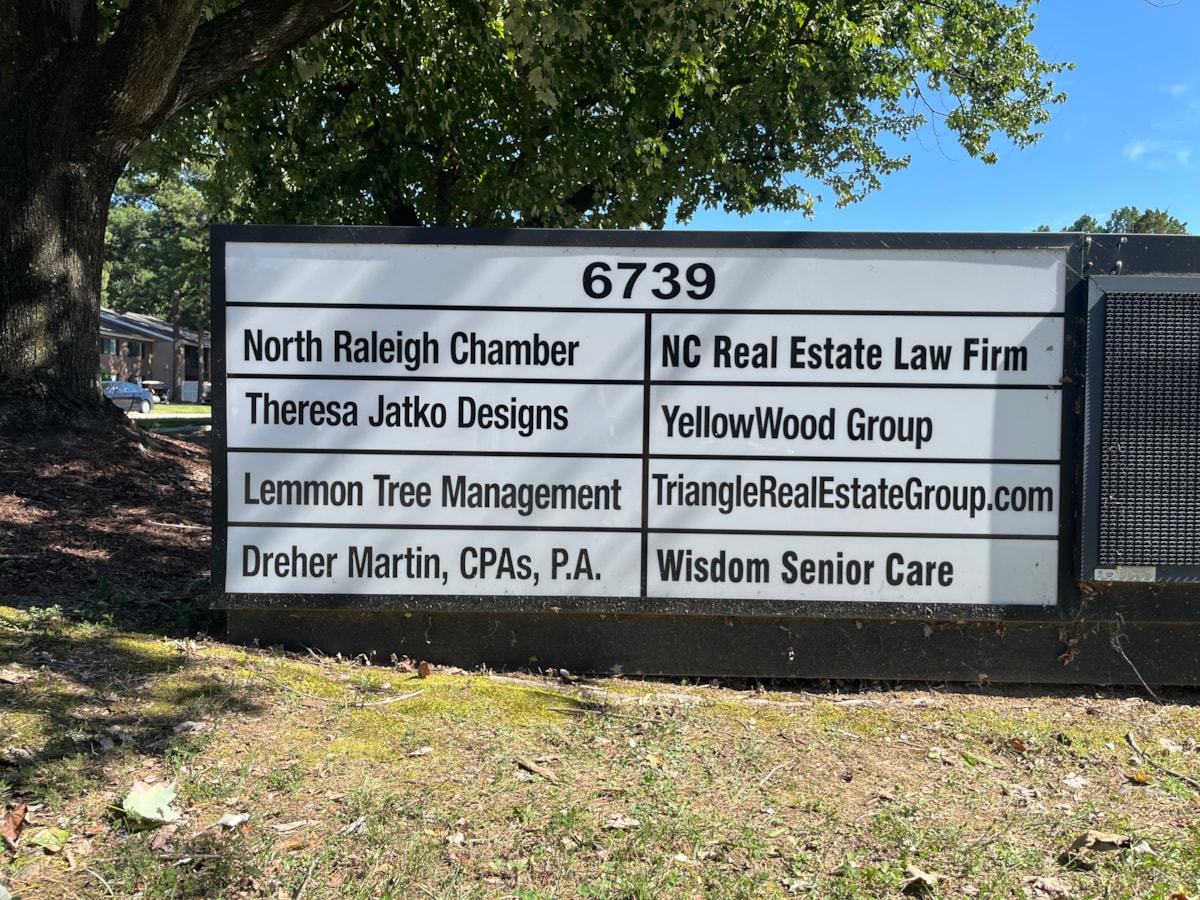 6739
North Raleigh Chamber
NC Real Estate Law Firm
Theresa Jatko Designs
YellowWood Group
Lemmon Tree Management
TriangleRealEstateGroup.com
Dreher Martin, CPAs, P.A.
Wisdom Senior Care